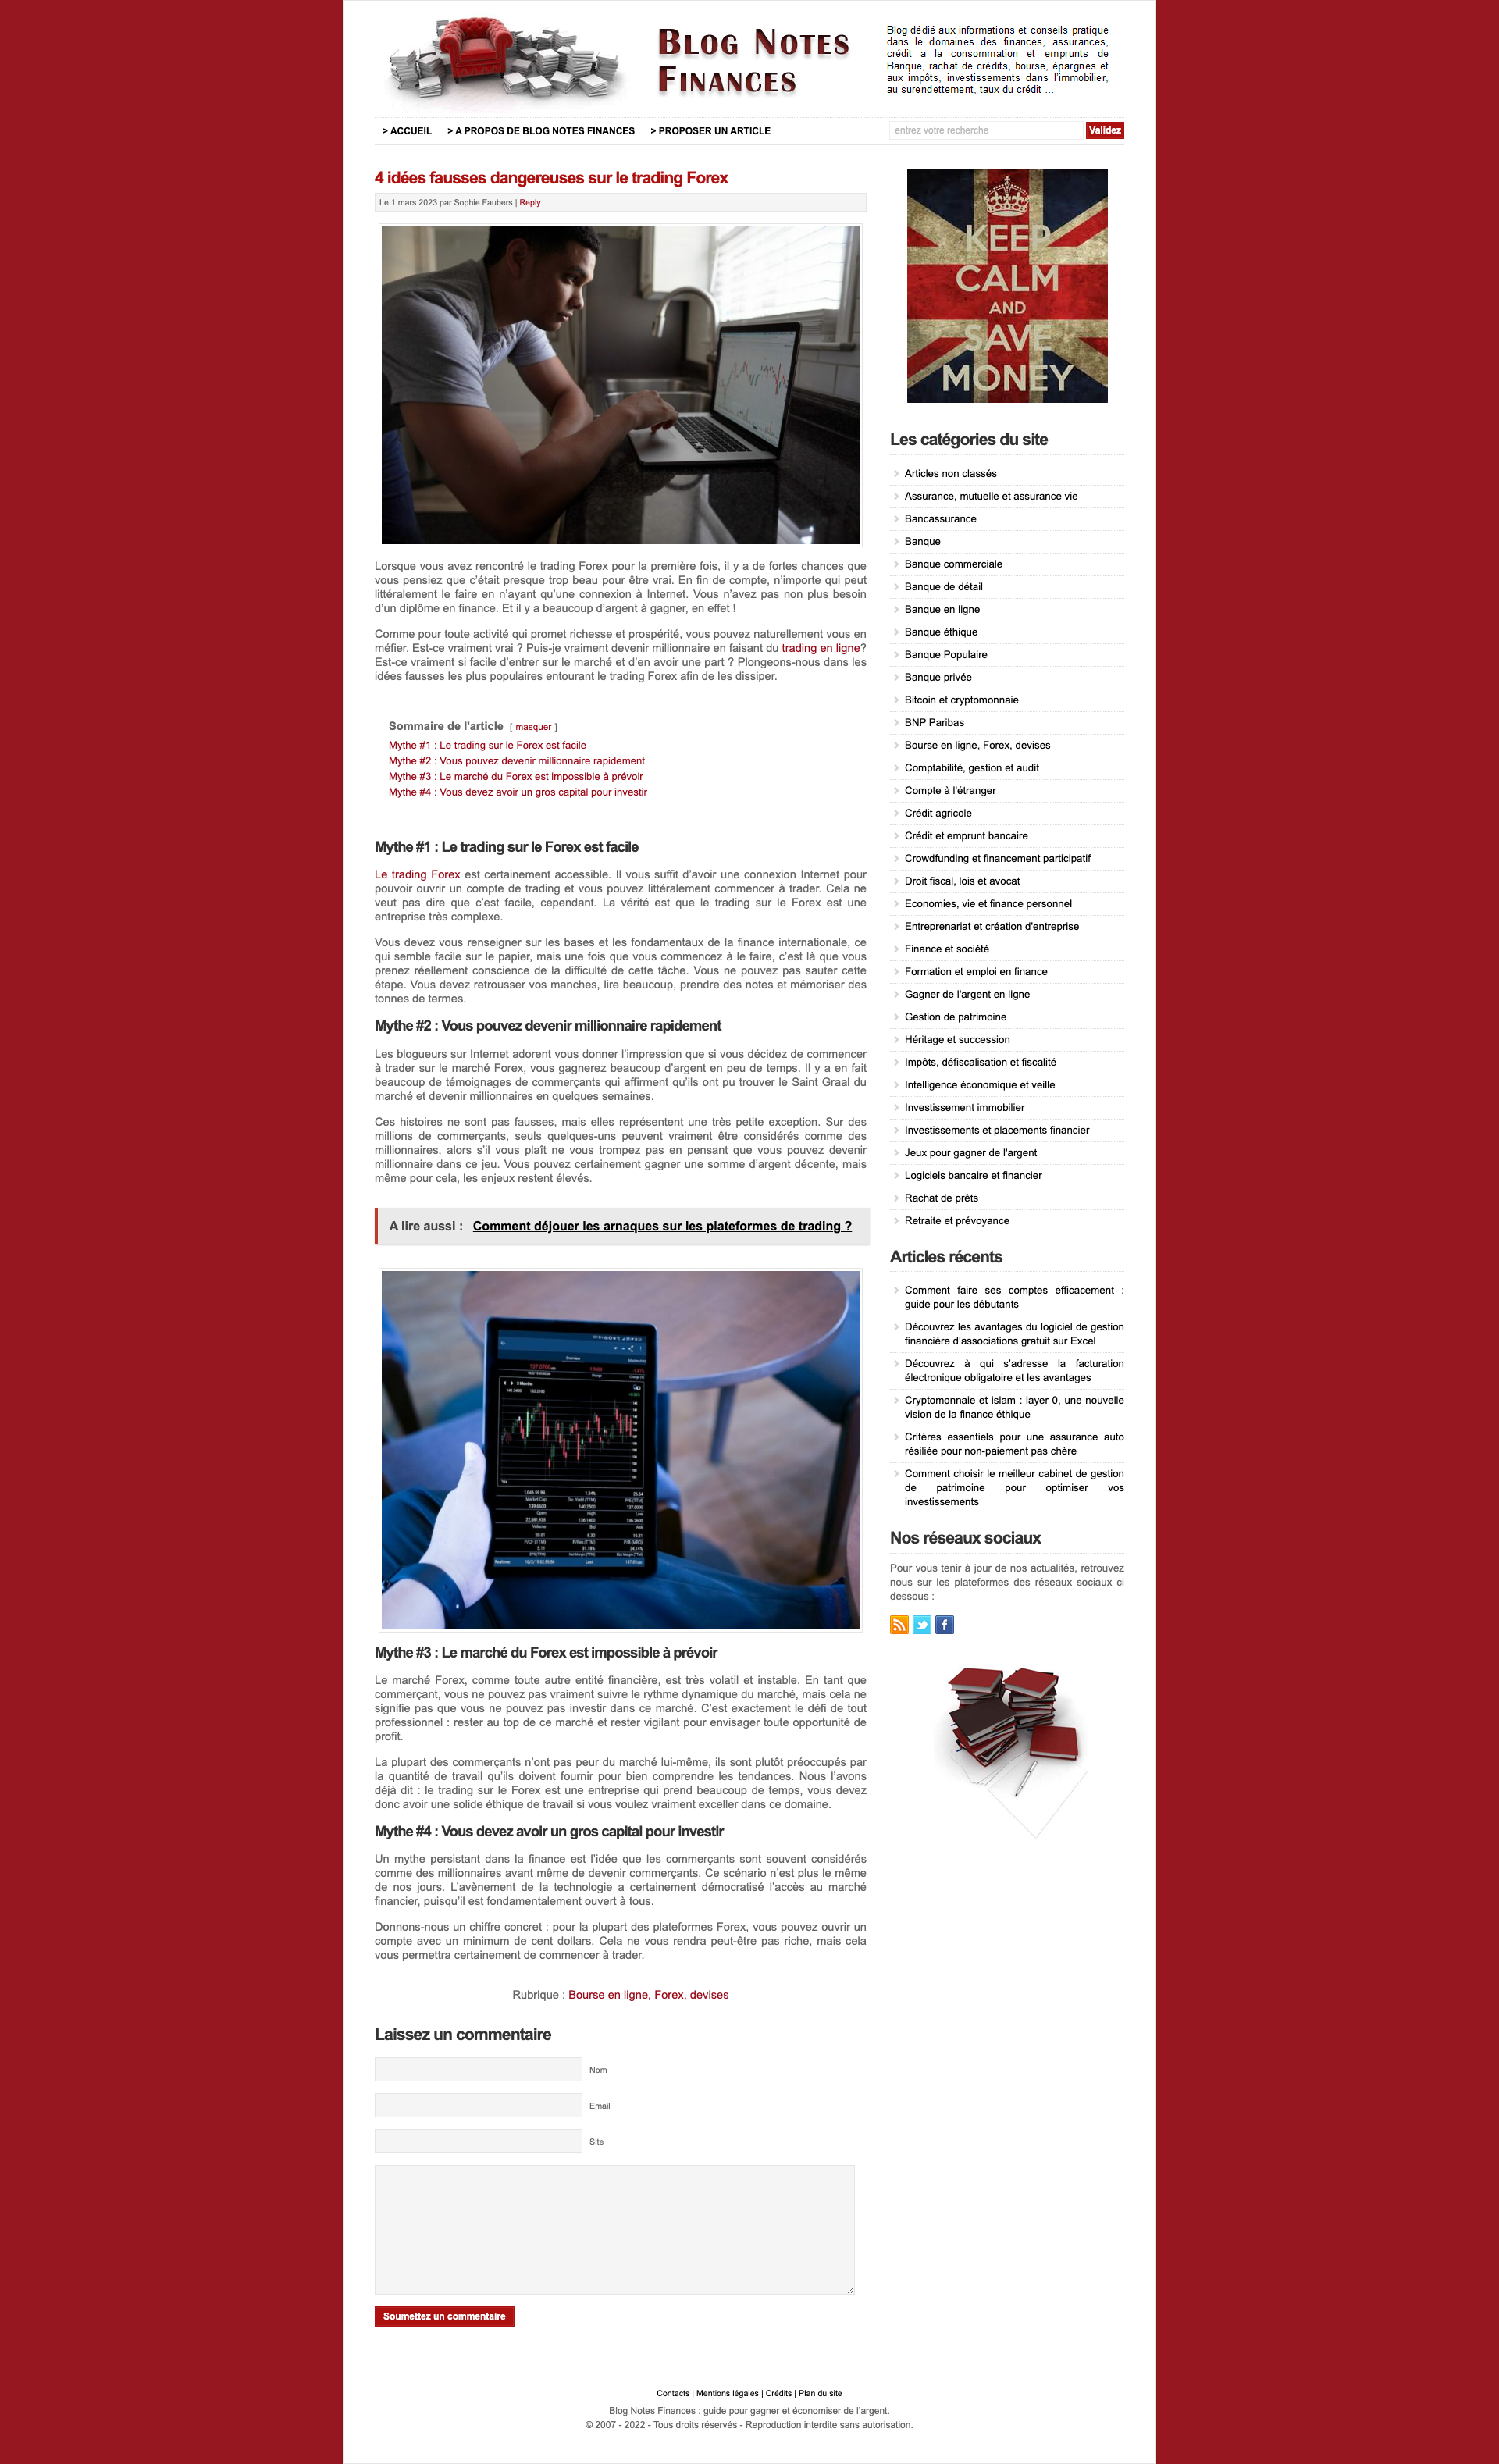 Blog Notes
Finances
Blog dédié aux informations et conseils pratique
dans le domaines des finances, assurances,
crédit a la consommation et emprunts de
Banque, rachat de crédits, bourse, épargnes et
aux impôts, investissements dans l'immobilier,
au surendettement, taux du crédit ...
> ACCUEIL > A PROPOS DE BLOG NOTES FINANCES > PROPOSER UN ARTICLE
entrez votre recherche Validez
4 idées fausses dangereuses sur le trading Forex
Le 1 mars 2023 par Sophie Faubers | Reply
Lorsque vous avez rencontré le trading Forex pour la première fois, il y a de fortes chances que
vous pensiez que c'était presque trop beau pour être vrai. En fin de compte, n'importe qui peut
littéralement le faire en n'ayant qu'une connexion à Internet. Vous n'avez pas non plus besoin
d'un diplôme en finance. Et il y a beaucoup d'argent à gagner, en effet !
Comme pour toute activité qui promet richesse et prospérité, vous pouvez naturellement vous en
méfier. Est-ce vraiment vrai ? Puis-je vraiment devenir millionnaire en faisant du trading en ligne?
Est-ce vraiment si facile d'entrer sur le marché et d'en avoir une part ? Plongeons-nous dans les
idées fausses les plus populaires entourant le trading Forex afin de les dissiper.
Sommaire de l'article [ masquer ]
Mythe #1 : Le trading sur le Forex est facile
Mythe #2 : Vous pouvez devenir millionnaire rapidement
Mythe #3 : Le marché du Forex est impossible à prévoir
Mythe #4 : Vous devez avoir un gros capital pour investir
Mythe #1 : Le trading sur le Forex est facile
Le trading Forex est certainement accessible. Il vous suffit d'avoir une connexion Internet pour
pouvoir ouvrir un compte de trading et vous pouvez littéralement commencer à trader. Cela ne
veut pas dire que c'est facile, cependant. La vérité est que le trading sur le Forex est une
entreprise très complexe.
Vous devez vous renseigner sur les bases et les fondamentaux de la finance internationale, ce
qui semble facile sur le papier, mais une fois que vous commencez à le faire, c'est là que vous
prenez réellement conscience de la difficulté de cette tâche. Vous ne pouvez pas sauter cette
étape. Vous devez retrousser vos manches, lire beaucoup, prendre des notes et mémoriser des
tonnes de termes.
Mythe #2 : Vous pouvez devenir millionnaire rapidement
Les blogueurs sur Internet adorent vous donner l'impression que si vous décidez de commencer
à trader sur le marché Forex, vous gagnerez beaucoup d'argent en peu de temps. Il y a en fait
beaucoup de témoignages de commerçants qui affirment qu'ils ont pu trouver le Saint Graal du
marché et devenir millionnaires en quelques semaines.
Ces histoires ne sont pas fausses, mais elles représentent une très petite exception. Sur des
millions de commerçants, seuls quelques-uns peuvent vraiment être considérés comme des
millionnaires, alors s'il vous plaît ne vous trompez pas en pensant que vous pouvez devenir
millionnaire dans ce jeu. Vous pouvez certainement gagner une somme d'argent décente, mais
même pour cela, les enjeux restent élevés.
A lire aussi : Comment déjouer les arnaques sur les plateformes de trading ?
Mythe #3 : Le marché du Forex est impossible à prévoir
Le marché Forex, comme toute autre entité financière, est très volatil et instable. En tant que
commerçant, vous ne pouvez pas vraiment suivre le rythme dynamique du marché, mais cela ne
signifie pas que vous ne pouvez pas investir dans ce marché. C'est exactement le défi de tout
professionnel : rester au top de ce marché et rester vigilant pour envisager toute opportunité de
profit.
La plupart des commerçants n'ont pas peur du marché lui-même, ils sont plutôt préoccupés par
la quantité de travail qu'ils doivent fournir pour bien comprendre les tendances. Nous l'avons
déjà dit : le trading sur le Forex est une entreprise qui prend beaucoup de temps, vous devez
donc avoir une solide éthique de travail si vous voulez vraiment exceller dans ce domaine.
Mythe #4 : Vous devez avoir un gros capital pour investir
Un mythe persistant dans la finance est l'idée que les commerçants sont souvent considérés
comme des millionnaires avant même de devenir commerçants. Ce scénario n'est plus le même
de nos jours. L'avènement de la technologie a certainement démocratisé l'accès au marché
financier, puisqu'il est fondamentalement ouvert à tous.
Donnons-nous un chiffre concret : pour la plupart des plateformes Forex, vous pouvez ouvrir un
compte avec un minimum de cent dollars. Cela ne vous rendra peut-être pas riche, mais cela
vous permettra certainement de commencer à trader.
Rubrique : Bourse en ligne, Forex, devises
Laissez un commentaire
Nom
Email
Site
Soumettez un commentaire
KEEP
CALM
AND
SAVE
MONEY
Les catégories du site
Articles non classés
Assurance, mutuelle et assurance vie
Bancassurance
Banque
Banque commerciale
Banque de détail
Banque en ligne
Banque éthique
Banque Populaire
Banque privée
Bitcoin et cryptomonnaie
BNP Paribas
Bourse en ligne, Forex, devises
Comptabilité, gestion et audit
Compte à l'étranger
Crédit agricole
Crédit et emprunt bancaire
Crowdfunding et financement participatif
Droit fiscal, lois et avocat
Economies, vie et finance personnel
Entreprenariat et création d'entreprise
Finance et société
Formation et emploi en finance
Gagner de l'argent en ligne
Gestion de patrimoine
Héritage et succession
Impôts, défiscalisation et fiscalité
Intelligence économique et veille
Investissement immobilier
Investissements et placements financier
Jeux pour gagner de l'argent
Logiciels bancaire et financier
Rachat de prêts
Retraite et prévoyance
Articles récents
Comment faire ses comptes efficacement :
guide pour les débutants
Découvrez les avantages du logiciel de gestion
financiére d'associations gratuit sur Excel
Découvrez à qui s'adresse la facturation
électronique obligatoire et les avantages
Cryptomonnaie et islam : layer 0, une nouvelle
vision de la finance éthique
Critères essentiels pour une assurance auto
résiliée pour non-paiement pas chère
Comment choisir le meilleur cabinet de gestion
de patrimoine pour optimiser vos
investissements
Nos réseaux sociaux
Pour vous tenir à jour de nos actualités, retrouvez
nous sur les plateformes des réseaux sociaux ci
dessous :
Contacts | Mentions légales | Crédits | Plan du site
Blog Notes Finances : guide pour gagner et économiser de l'argent.
© 2007 - 2022 - Tous droits réservés - Reproduction interdite sans autorisation.